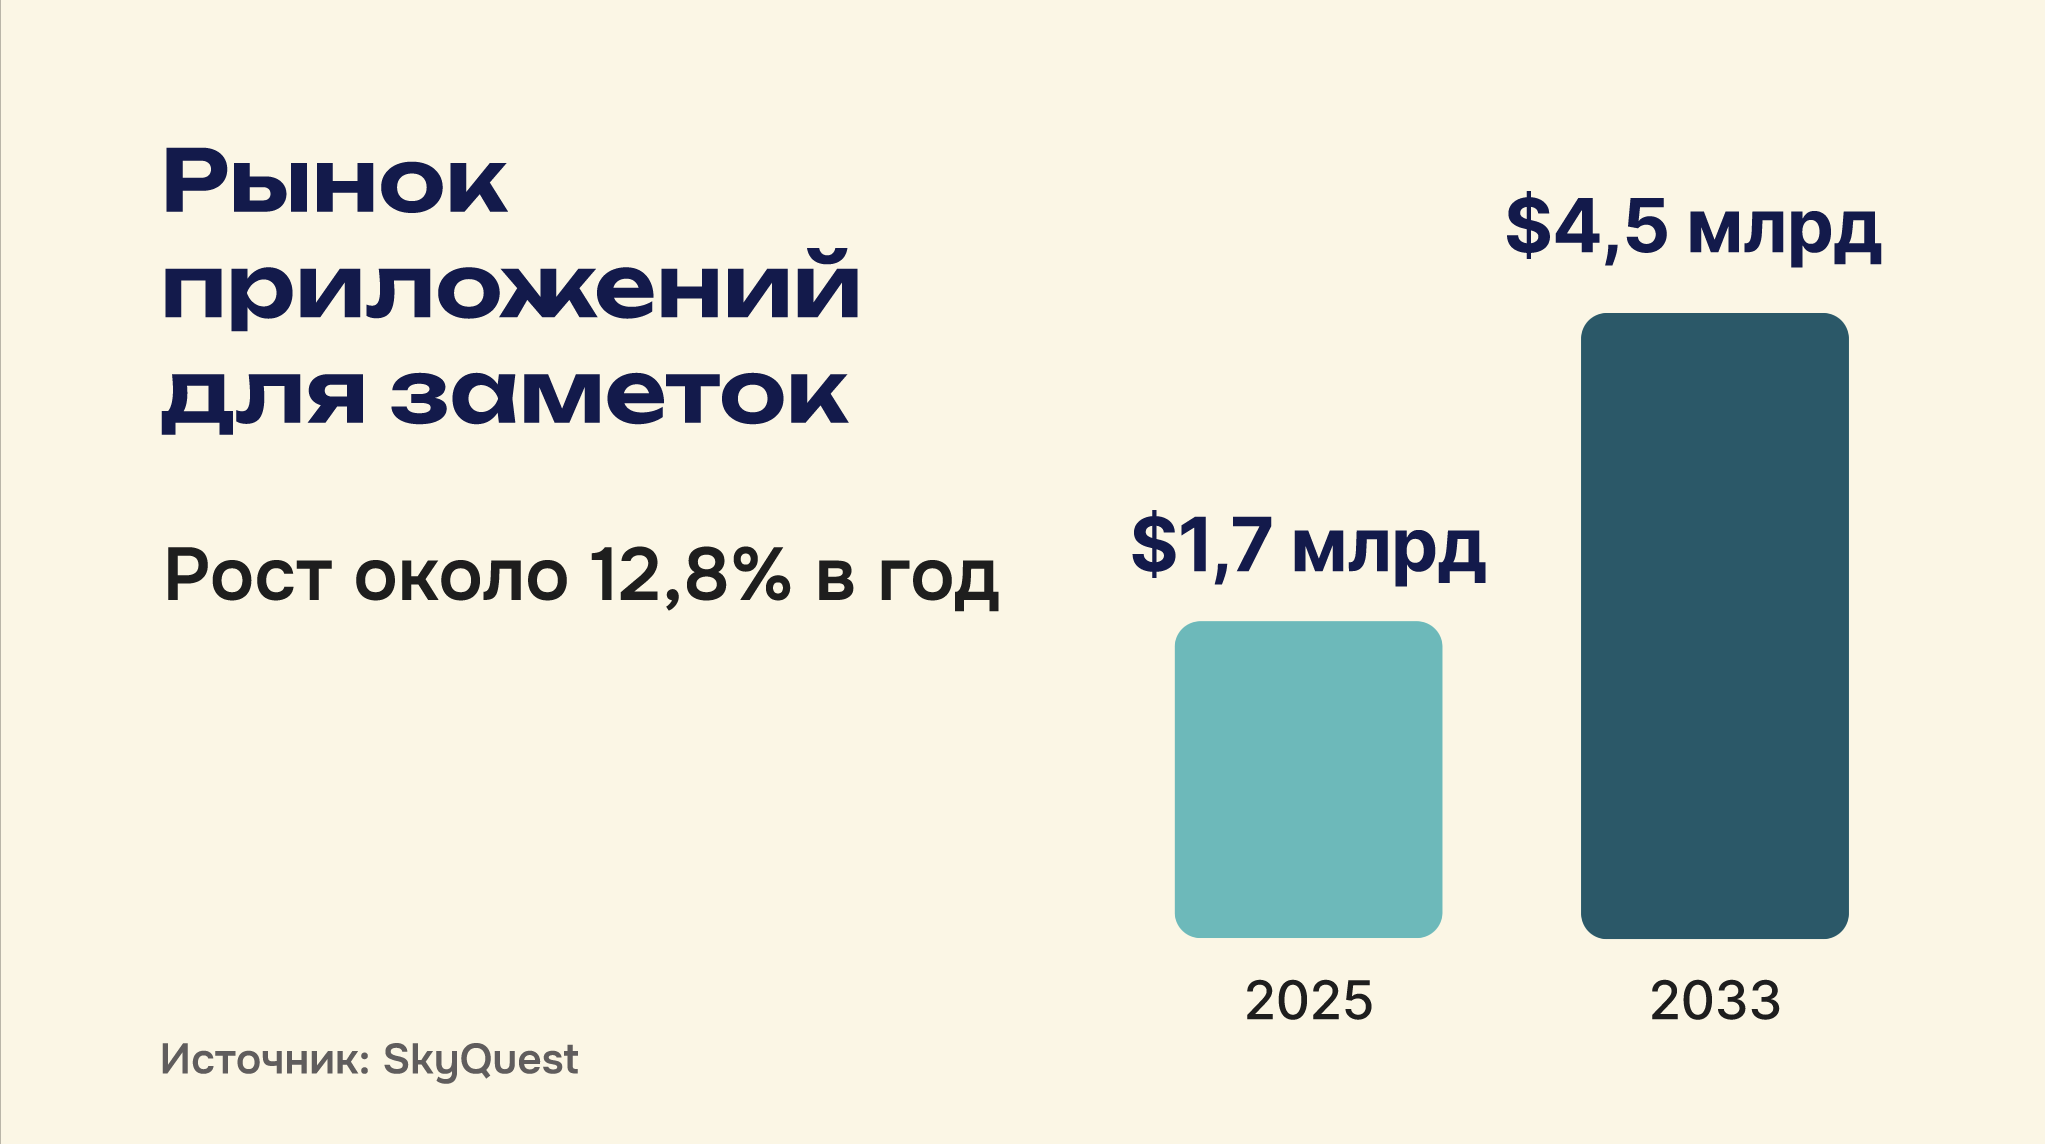 Рынок
приложений
для заметок
Рост около 12,8% в год
$1,7 млрд
$4,5 млрд
2025
2033
Источник: SkyQuest